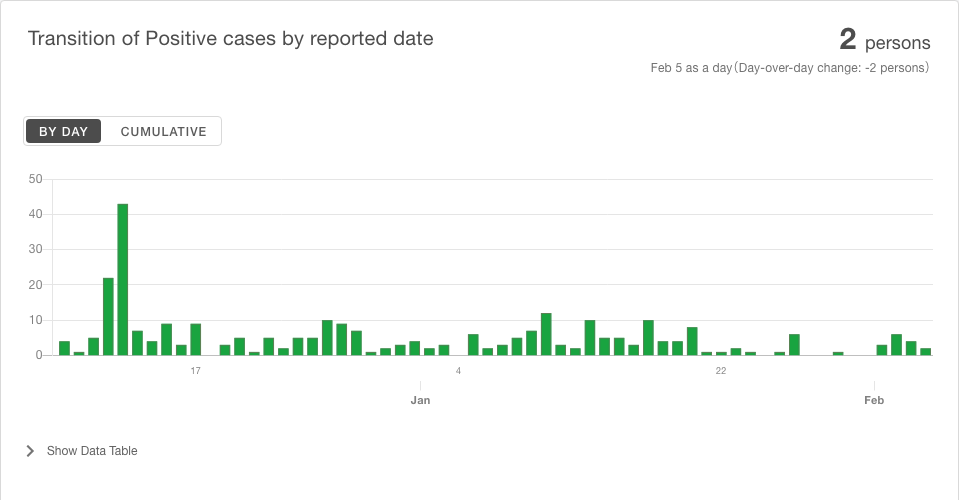 Transition of Positive cases by reported date
2 persons
Feb 5 as a day(Day-over-day change: -2 persons)
BY DAY
CUMULATIVE
50
40
30
20
10
0
17
4
22
Jan
Feb
Show Data Table